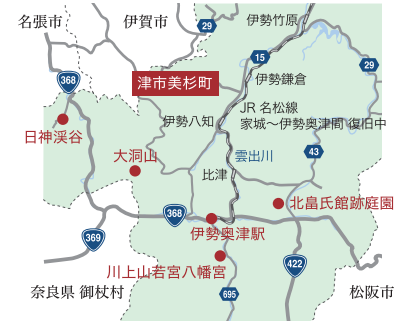 名張市
伊賀市
29
伊勢竹原
15
29
368
津市美杉町
伊勢鎌倉
JR 名松線
家城〜伊勢奥津間 復旧中
伊勢八知
日神渓谷
大洞山
雲出川
43
比津
北畠氏館跡庭園
368
伊勢奥津駅
369
川上山若宮八幡宮
422
奈良県 御杖村
695
松阪市